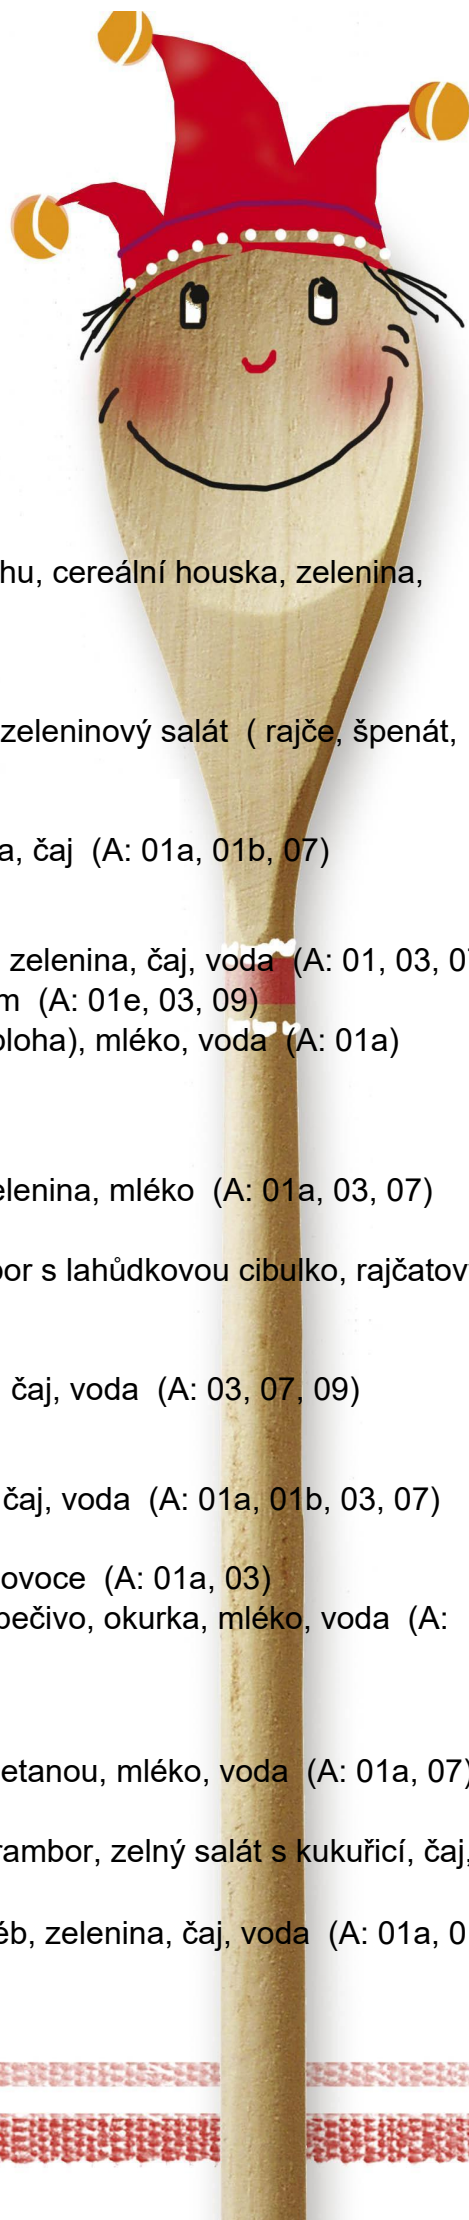 hu, cereální houska, zelenina,
zeleninový salát ( rajče, špenát,
a, čaj (A: 01a, 01b, 07)
zelenina, čaj, voda (A: 01, 03, 07
m (A: 01e, 03, 09)
loha), mléko, voda (A: 01a)
elenina, mléko (A: 01a, 03, 07)
or s lahůdkovou cibulko, rajčatov
čaj, voda (A: 03, 07, 09)
čaj, voda (A: 01a, 01b, 03, 07)
ovoce (A: 01a, 03)
pečivo, okurka, mléko, voda (A:
etanou, mléko, voda (A: 01a, 07)
rambor, zelný salát s kukuřicí, čaj,
éb, zelenina, čaj, voda (A: 01a, 0